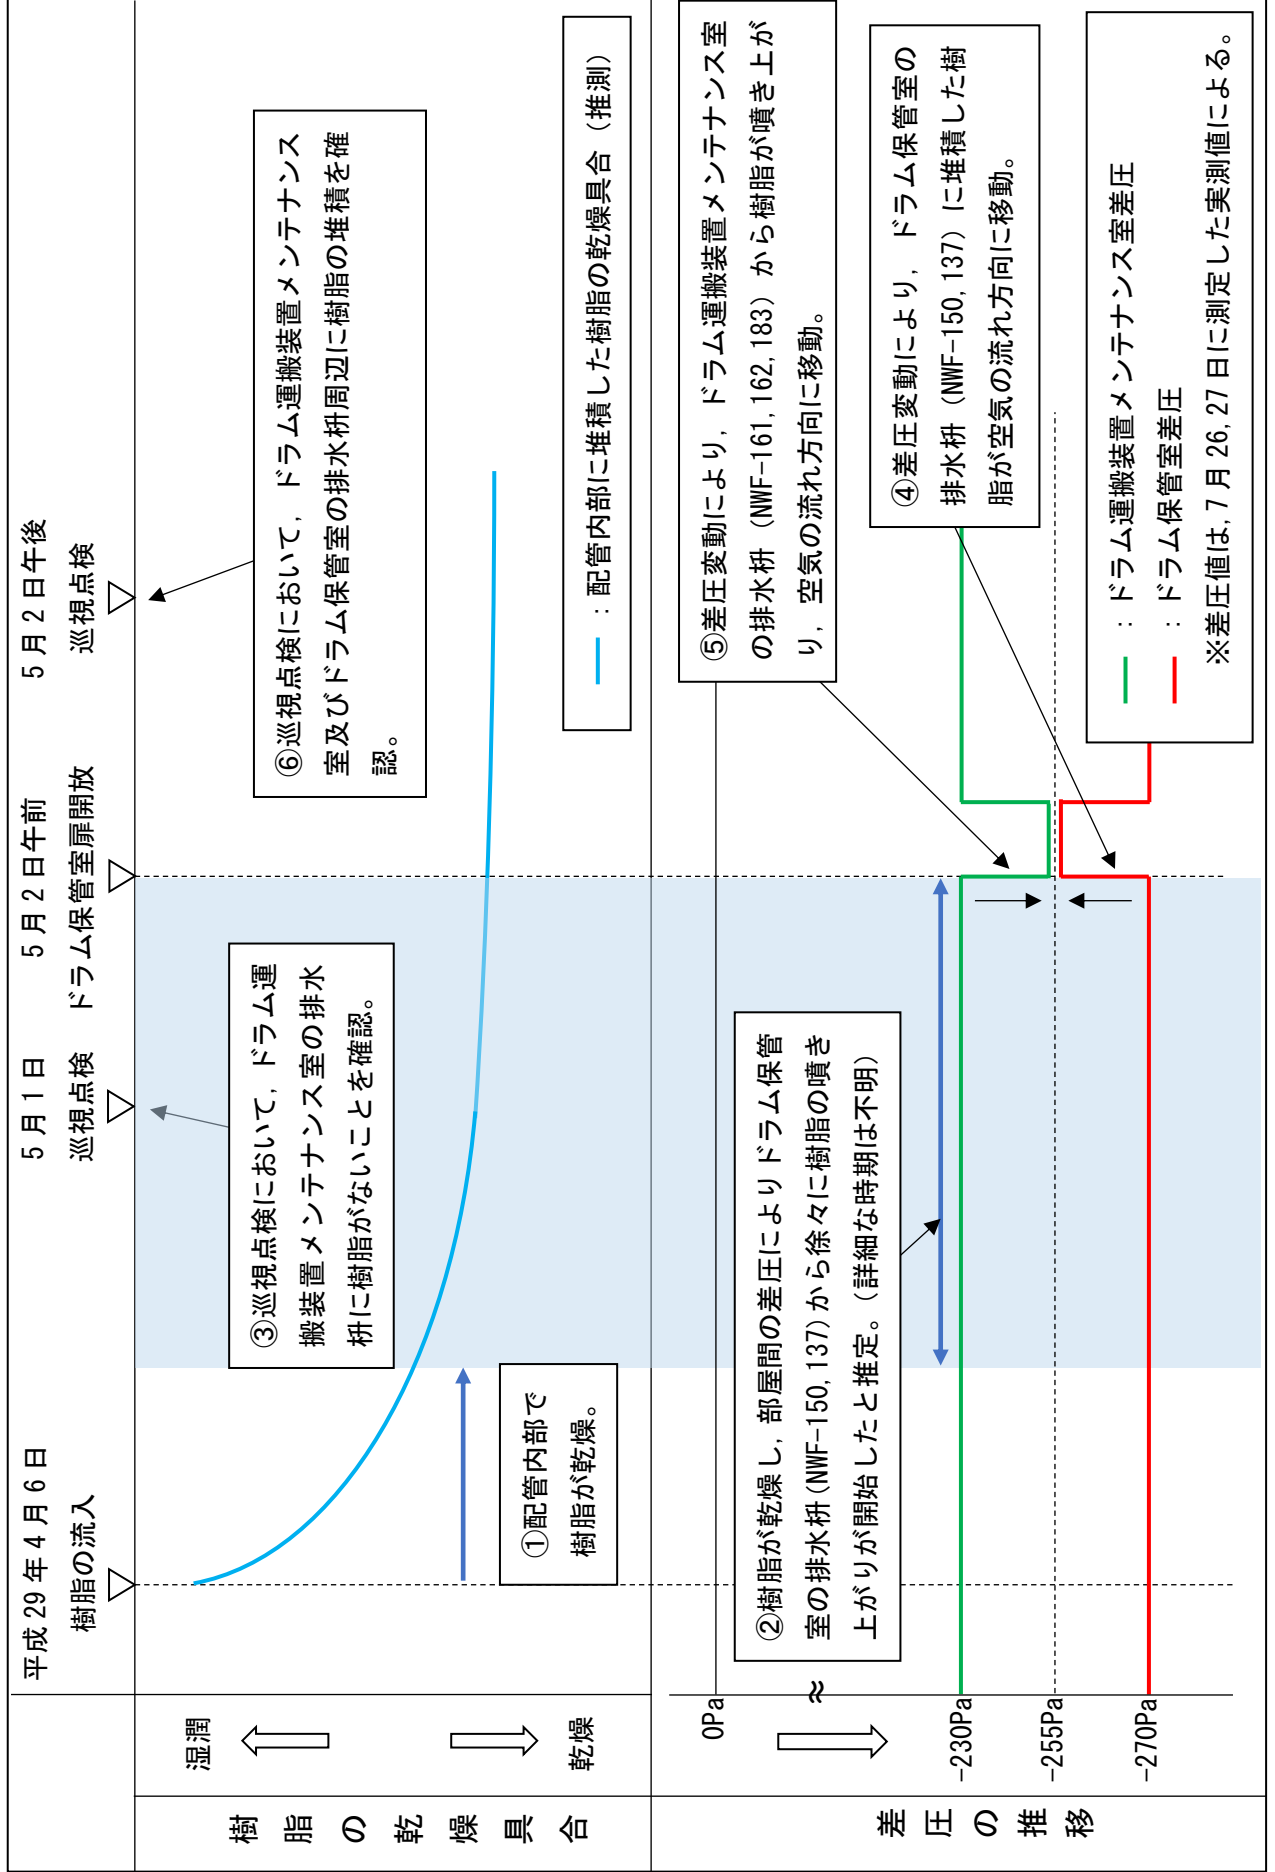 平成29年4月6日
樹脂の流入
5月1日
巡視点検
5月2日午前
ドラム保管室扉開放
5月2日午後
巡視点検
樹脂の乾燥具合
湿潤
乾燥
①配管内部で
樹脂が乾燥。
③巡視点検において，ドラム運
搬装置メンテナンス室の排水
枡に樹脂がないことを確認。
⑥巡視点検において，ドラム運搬装置メンテナンス
室及びドラム保管室の排水枡周辺に樹脂の堆積を確
認。
：配管内部に堆積した樹脂の乾燥具合（推測）
差圧の推移
0Pa
≈
-230Pa
-255Pa
-270Pa
②樹脂が乾燥し，部屋間の差圧によりドラム保管
室の排水枡(NWF-150,137)から徐々に樹脂の噴き
上がりが開始したと推定。（詳細な時期は不明）
⑤差圧変動により，ドラム運搬装置メンテナンス室
の排水枡（NWF-161,162,183）から樹脂が噴き上が
り，空気の流れ方向に移動。
④差圧変動により，ドラム保管室の
排水枡（NWF-150,137）に堆積した樹
脂が空気の流れ方向に移動。
：ドラム運搬装置メンテナンス室差圧
：ドラム保管室差圧
※差圧値は，7月26,27日に測定した実測値による。